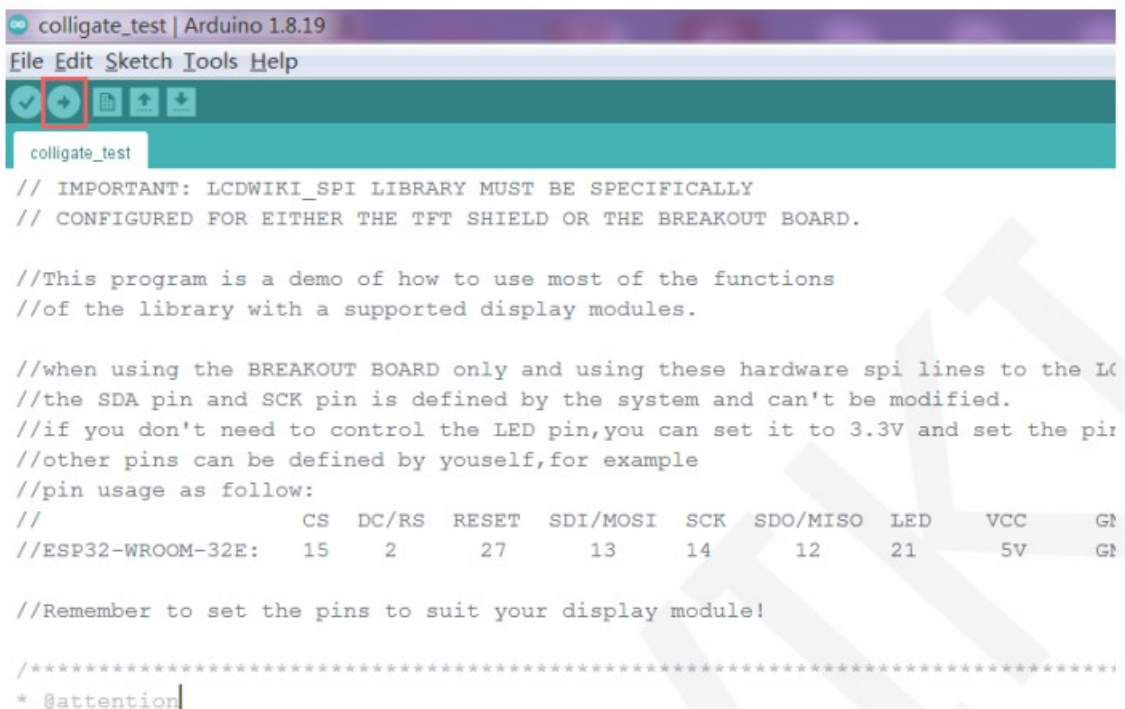 colligate_test | Arduino 1.8.19
File Edit Sketch Tools Help
colligate_test
// IMPORTANT: LCDWIKI_SPI LIBRARY MUST BE SPECIFICALLY
// CONFIGURED FOR EITHER THE TFT SHIELD OR THE BREAKOUT BOARD.
//This program is a demo of how to use most of the functions
//of the library with a supported display modules.
//when using the BREAKOUT BOARD only and using these hardware spi lines to the
//the SDA pin and SCK pin is defined by the system and can't be modified.
//if you don't need to control the LED pin,you can set it to 3.3V and set the
//other pins can be defined by youself,for example
//pin usage as follow:
// CS DC/RS RESET SDI/MOSI SCK SDO/MISO LED VCC
//ESP32-WROOM-32E: 15 2 27 13 14 12 21 5V
//Remember to set the pins to suit your display module!
/*********************************************************************************
* @attention